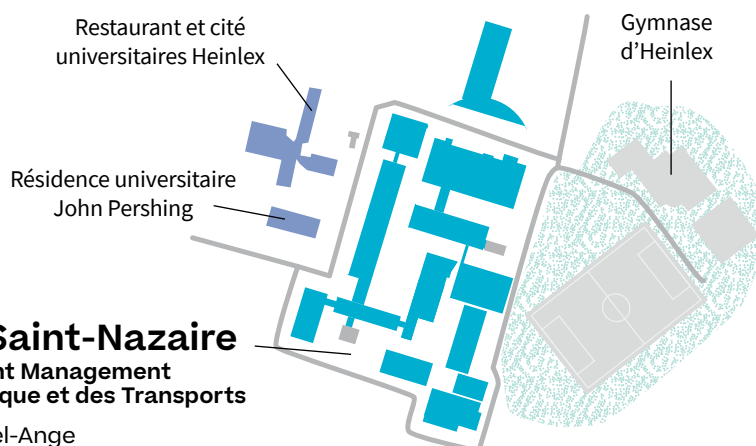 Restaurant et cité
universitaires Heinlex
Gymnase
d’Heinlex
Résidence universitaire
John Pershing
Saint-Nazaire
Management
que et des Transports
el-Ange